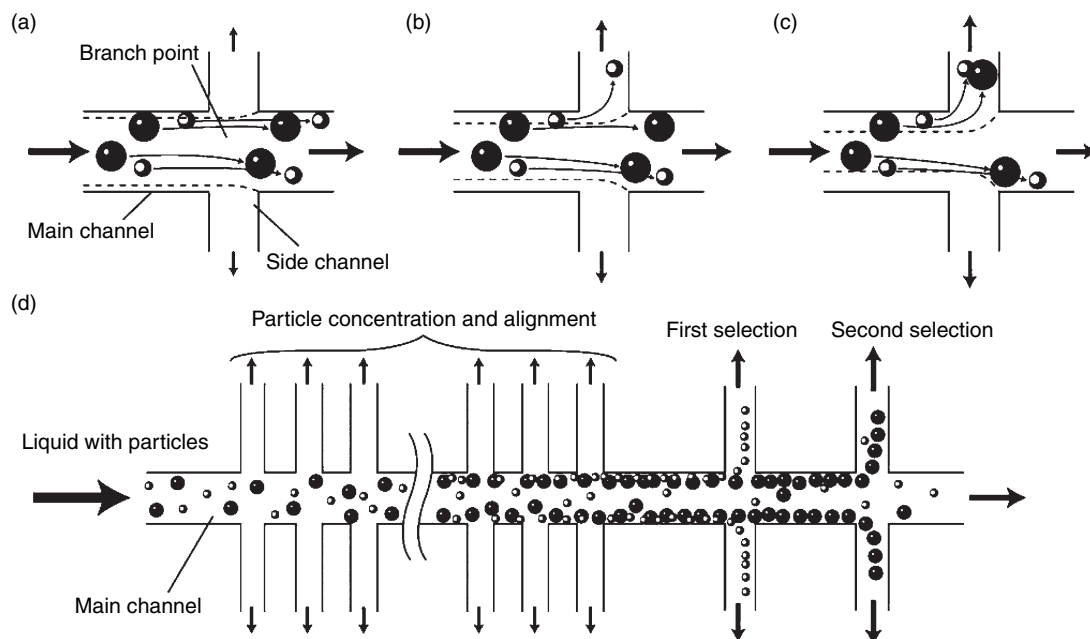 (a)
(b)
(c)
Branch point
Main channel
Side channel
(d)
Particle concentration and alignment
First selection
Second selection
Liquid with particles
Main channel